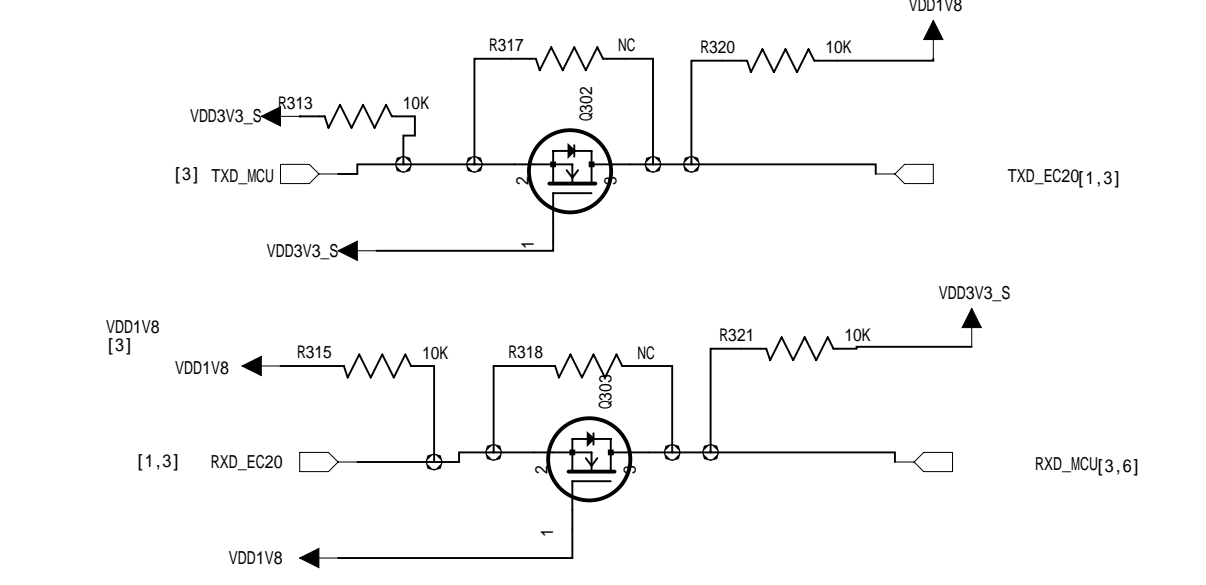 VDD1V8
R317 NC R320 10K
Q302
VDD3V3_S R313 10K
[3] TXD_MCU 2 3 TXD_EC20[1,3]
VDD3V3_S 1
VDD3V3_S
VDD1V8
[3]
R321 10K
VDD1V8 R315 10K R318 NC
Q303
[1,3] RXD_EC20 2 3 RXD_MCU[3,6]
1
VDD1V8